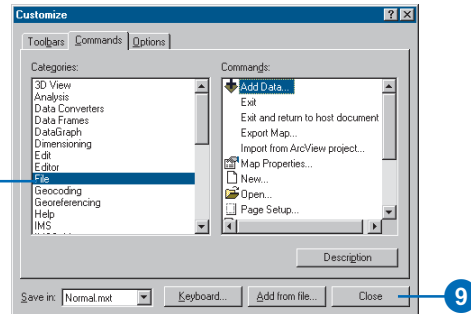 Customize
Toolbars Commands Options
Categories:
3D View
Analysis
Data Converters
Data Frames
DataGraph
Dimensioning
Edit
Editor
File
Geocoding
Georeferencing
Help
IMS
Commands:
Add Data...
Exit
Exit and return to host document
Export Map...
Import from ArcView project...
Map Properties...
New...
Open...
Page Setup...
Description
Save in: Normal.mxt Keyboard... Add from file... Close
9